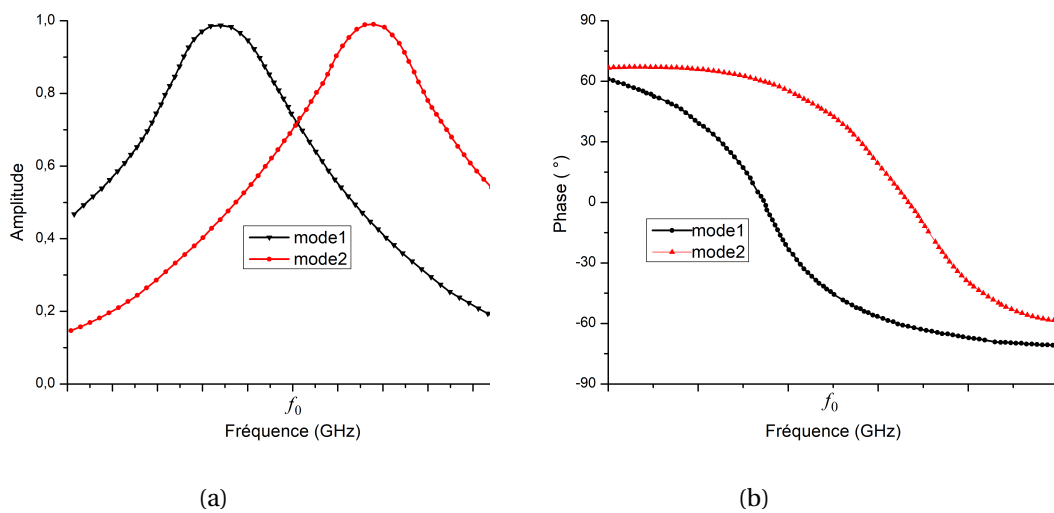 1,0
0,8
0,6
0,4
0,2
0,0
Amplitude
mode1
mode2
f0
Fréquence (GHz)
(a)
90
60
30
0
-30
-60
-90
Phase ( °)
mode1
mode2
f0
Fréquence (GHz)
(b)